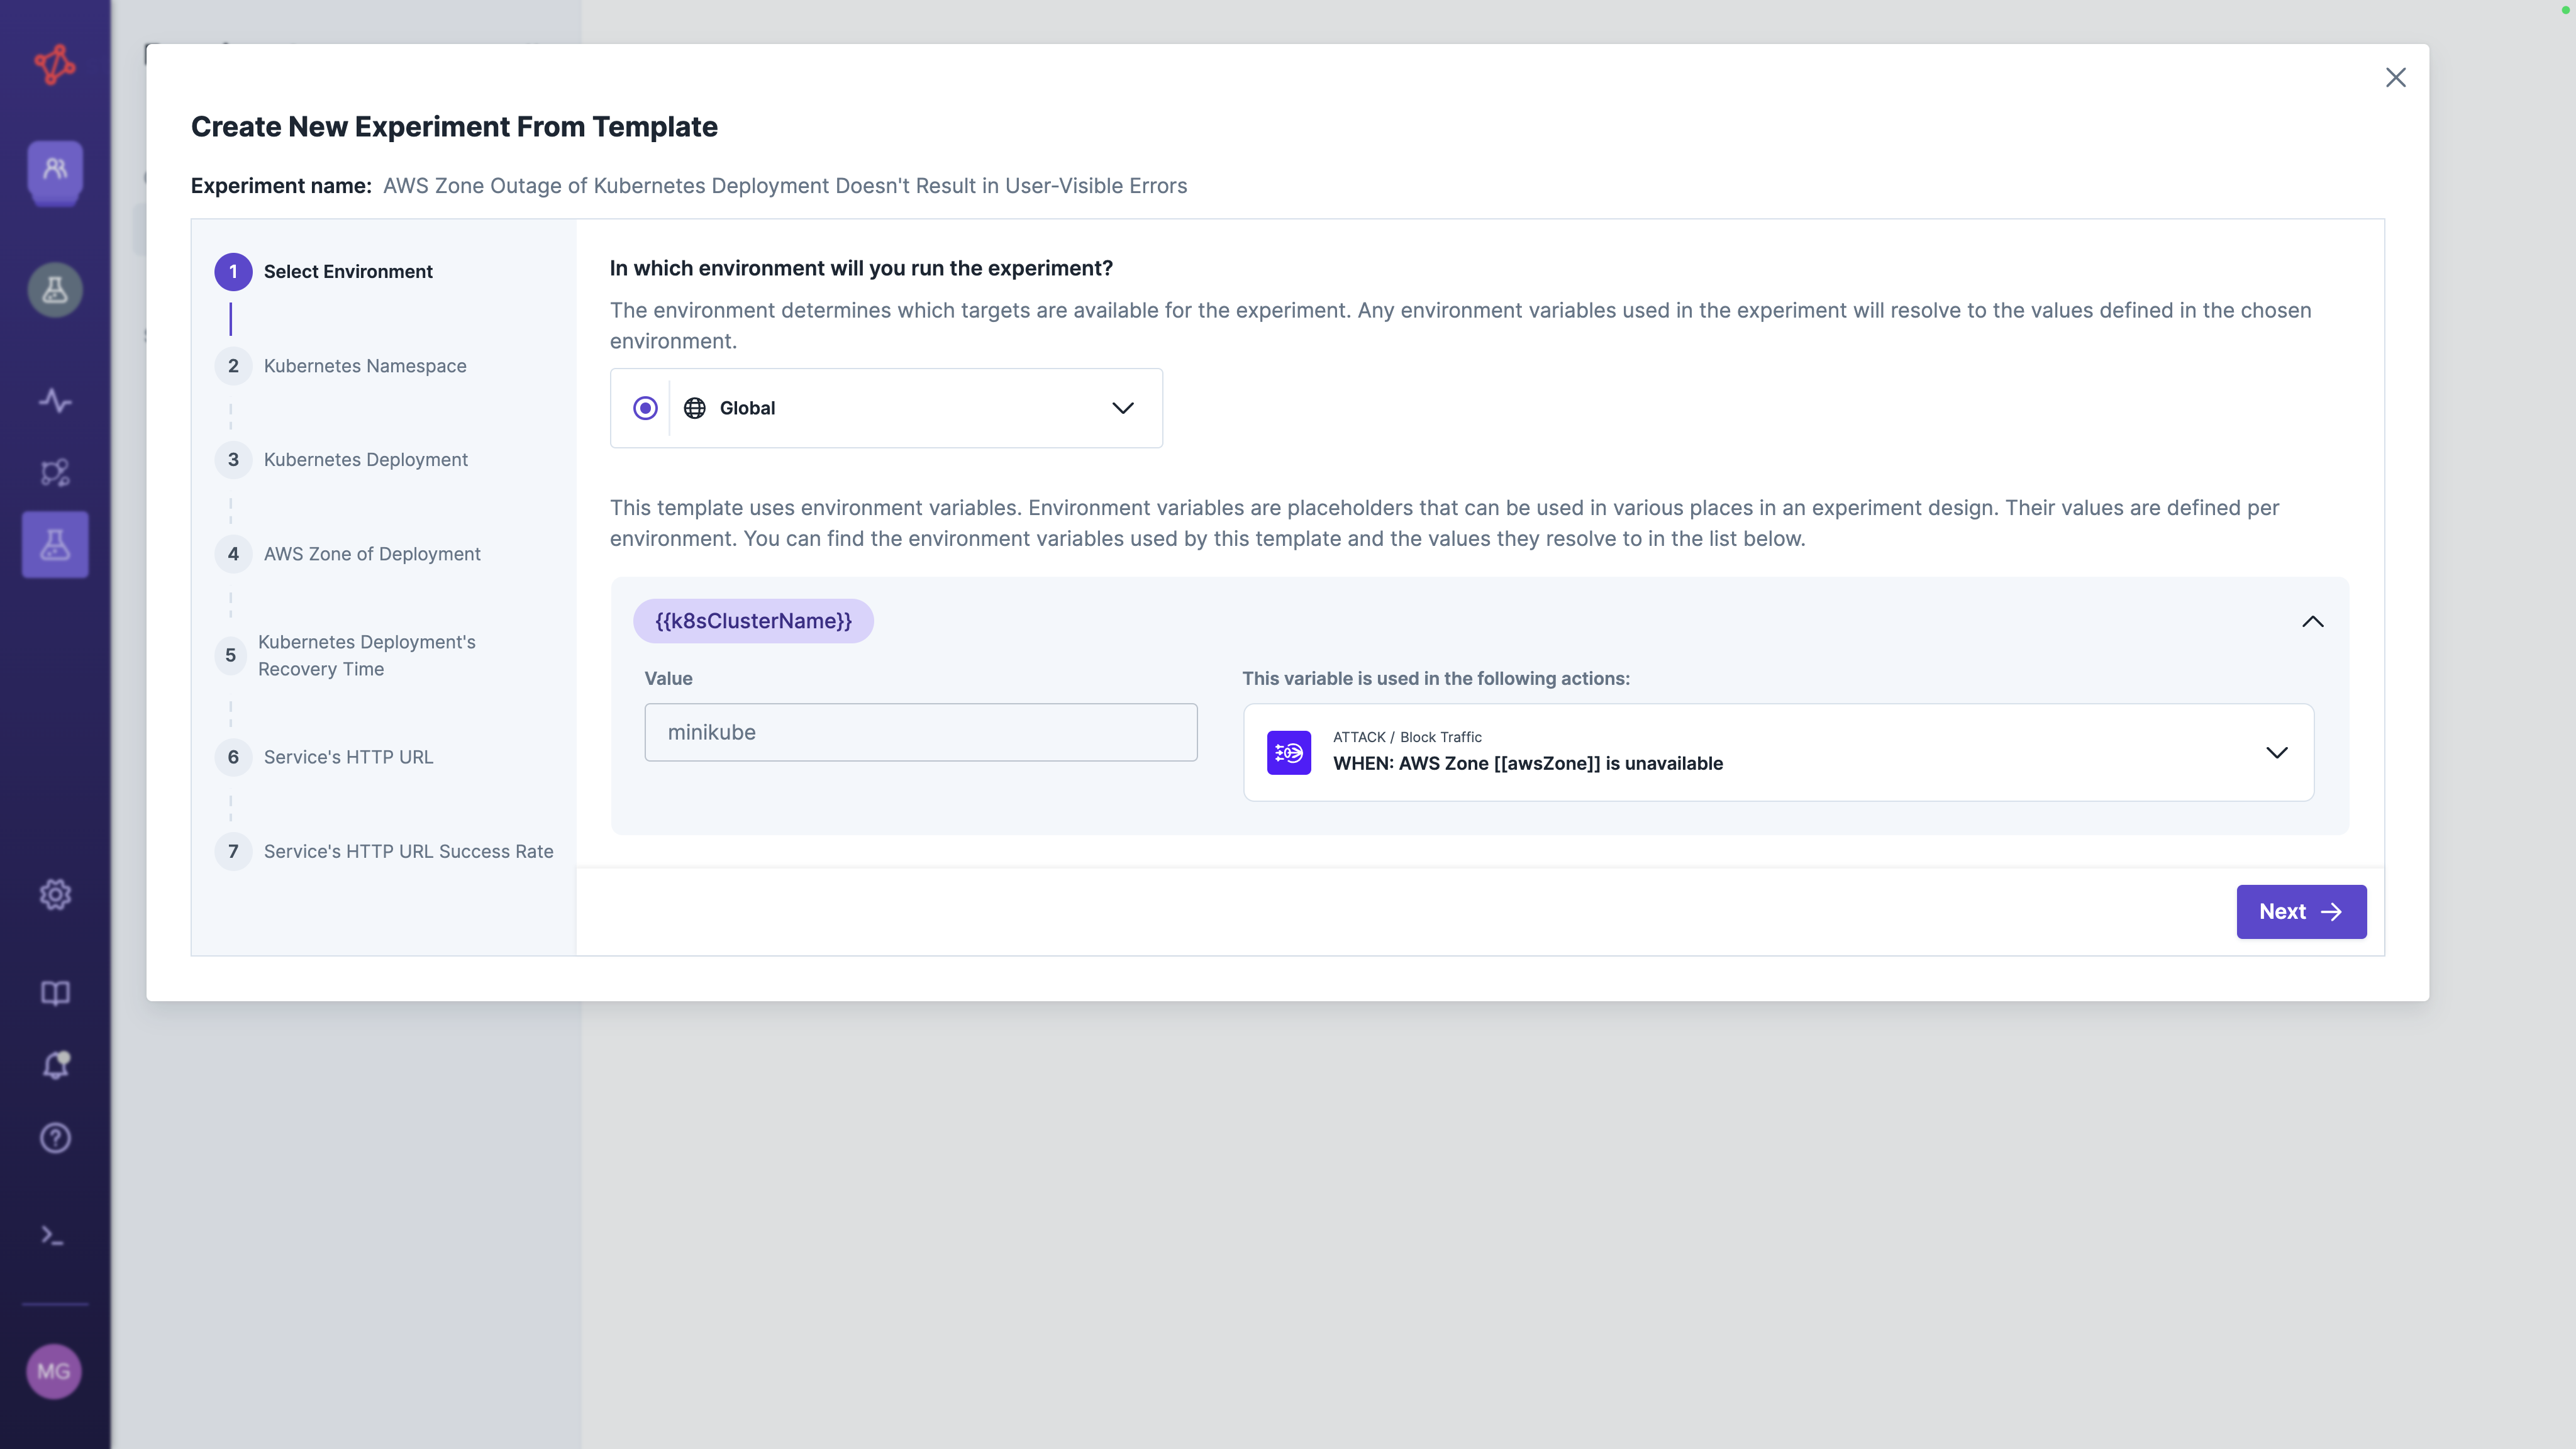 Create New Experiment From Template
Experiment name: AWS Zone Outage of Kubernetes Deployment Doesn't Result in User-Visible Errors
1 Select Environment
2 Kubernetes Namespace
3 Kubernetes Deployment
4 AWS Zone of Deployment
5 Kubernetes Deployment's
Recovery Time
6 Service's HTTP URL
7 Service's HTTP URL Success Rate
In which environment will you run the experiment?
The environment determines which targets are available for the experiment. Any environment variables used in the experiment will resolve to the values defined in the chosen
environment.
Global
This template uses environment variables. Environment variables are placeholders that can be used in various places in an experiment design. Their values are defined per
environment. You can find the environment variables used by this template and the values they resolve to in the list below.
{{k8sClusterName}}
Value
minikube
This variable is used in the following actions:
ATTACK / Block Traffic
WHEN: AWS Zone [[awsZone]] is unavailable
Next
MG